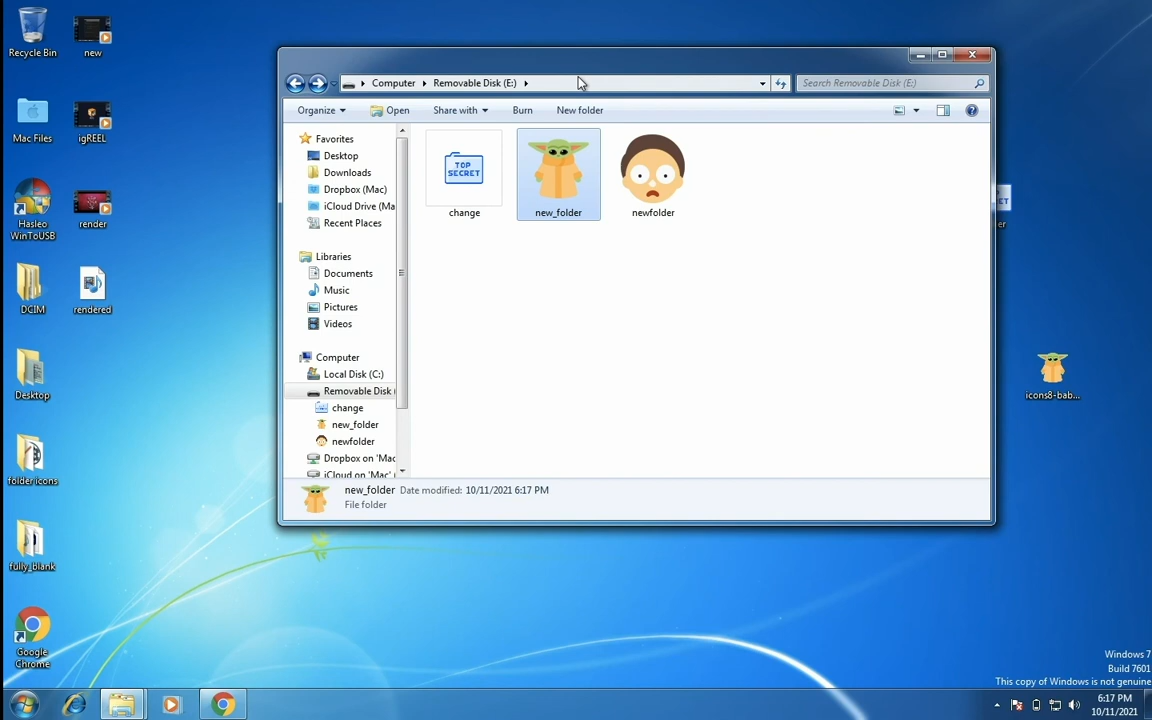 Recycle Bin
new
Mac Files
igREEL
Hasleo
WinToUSB
render
DCIM
rendered
Desktop
folder icons
fully_blank
Google
Chrome
Computer
Removable Disk (E:)
Search Removable Disk (E:)
Organize
Open
Share with
Burn
New folder
Favorites
Desktop
Downloads
Dropbox (Mac)
iCloud Drive (Ma
Recent Places
Libraries
Documents
Music
Pictures
Videos
Computer
Local Disk (C:)
Removable Disk (
change
new_folder
newfolder
Dropbox on 'Mac
iCloud on 'Mac' (
TOP
SECRET
change
new_folder
newfolder
new_folder Date modified: 10/11/2021 6:17 PM
File folder
icons8-bab...
Windows 7
Build 7601
This copy of Windows is not genuine
6:17 PM
10/11/2021